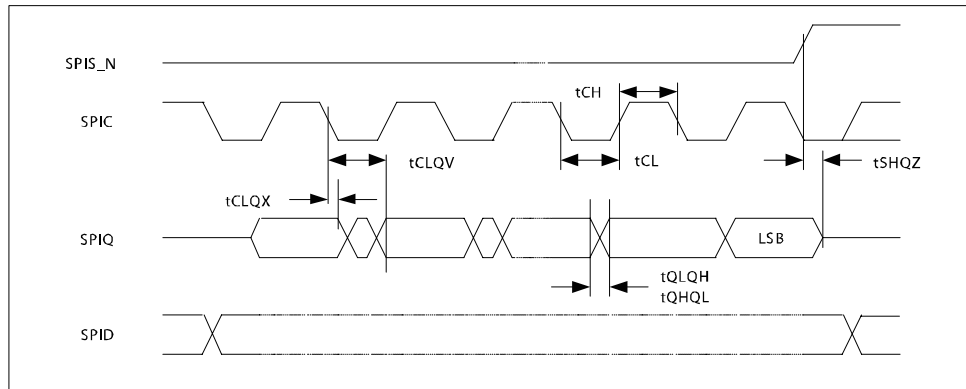 SPIS_N
tCH
SPIC
tCLQV
tCL
tSHQZ
tCLQX
SPIQ
LSB
tQLQH
tQHQL
SPID